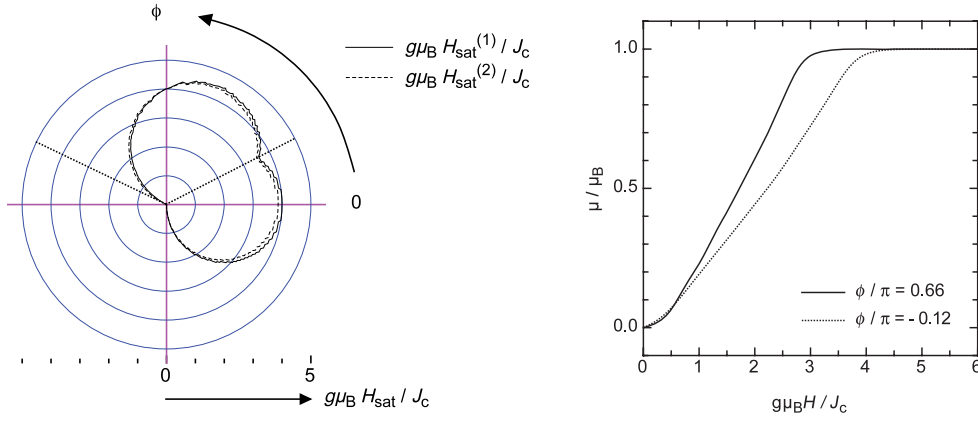 ϕ
gμB Hsat(1) / Jc
gμB Hsat(2) / Jc
0
0 5
gμB Hsat / Jc
μ / μB
1.0
0.5
0.0
ϕ / π = 0.66
ϕ / π = - 0.12
0 1 2 3 4 5 6
gμBH / Jc